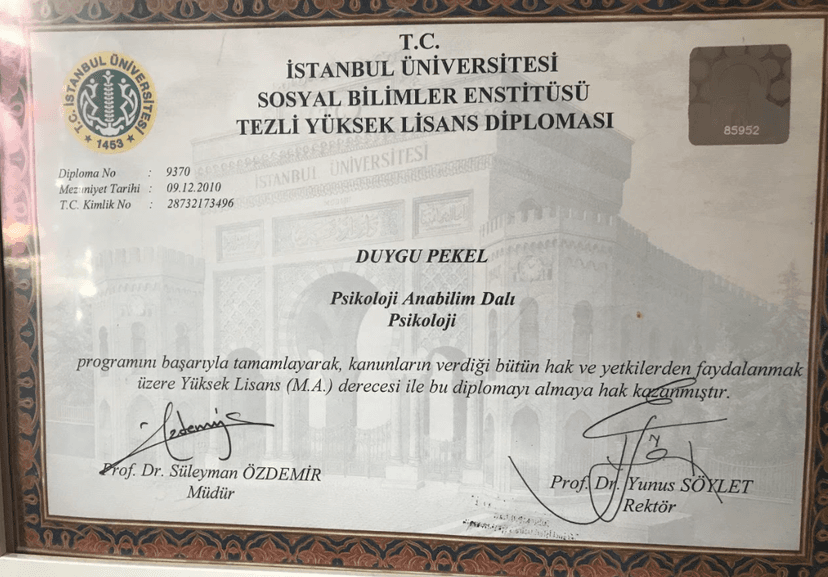 T.C.
İSTANBUL ÜNİVERSİTESİ
SOSYAL BİLİMLER ENSTİTÜSÜ
TEZLİ YÜKSEK LİSANS DİPLOMASI
T.C. İSTANBUL ÜNİVERSİTESİ
1453
85952
Diploma No : 9370
Mezuniyet Tarihi : 09.12.2010
T.C. Kimlik No : 28732173496
İSTANBUL ÜNİVERSİTESİ
DUYGU PEKEL
Psikoloji Anabilim Dalı
Psikoloji
programını başarıyla tamamlayarak, kanunların verdiği bütün hak ve yetkilerden faydalanmak
üzere Yüksek Lisans (M.A.) derecesi ile bu diplomayı almaya hak kazanmıştır.
Prof. Dr. Süleyman ÖZDEMİR
Müdür
Prof. Dr. Yunus SÖYLET
Rektör